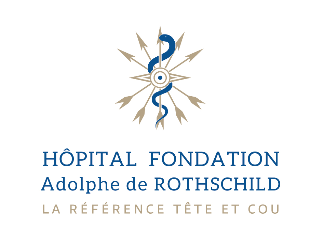 HÔPITAL FONDATION
Adolphe de ROTHSCHILD
LA RÉFÉRENCE TÊTE ET COU